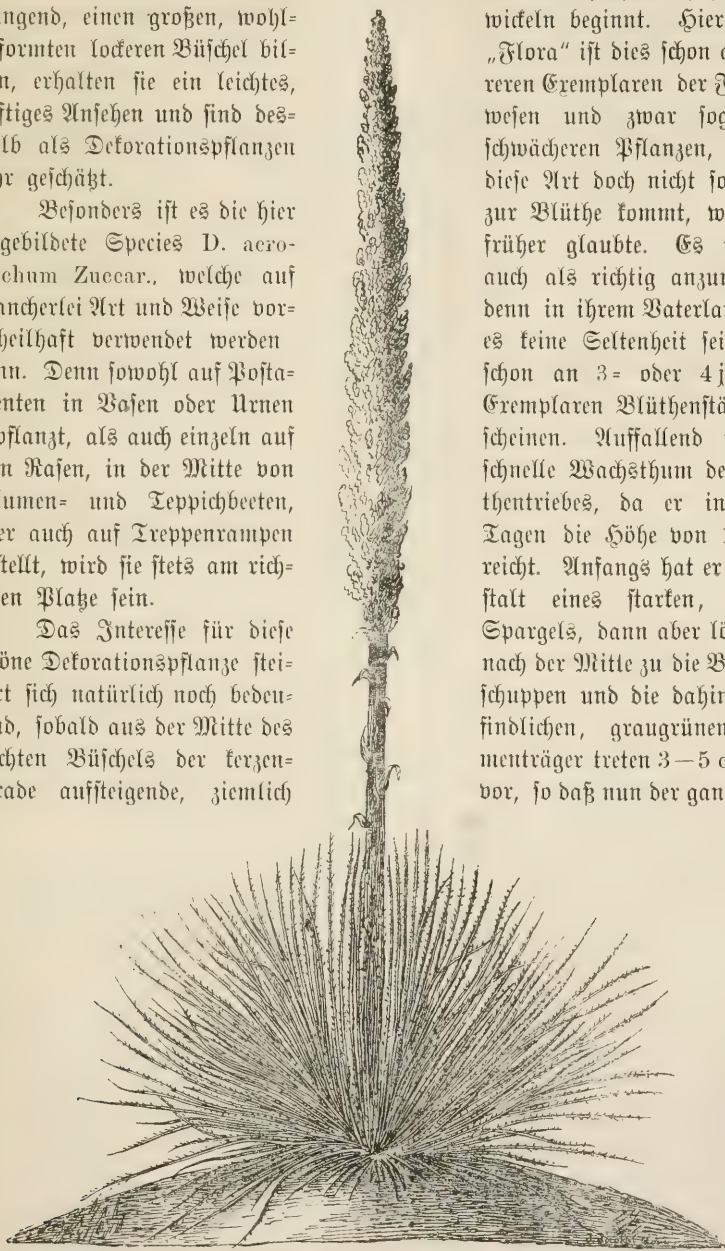 ngend, einen großen, wohl-
formten lockeren Büschel bil-
n, erhalten sie ein leichtes,
ftiges Ansehen und sind des-
lb als Dekorationspflanzen
hr geschätzt.
Besonders ist es die hier
gebildete Species D. acro-
chum Zuccar., welche auf
ancherlei Art und Weise vor-
heilhaft verwendet werden
nn. Denn sowohl auf Posta-
enten in Vasen oder Urnen
pflanzt, als auch einzeln auf
n Rasen, in der Mitte von
umen- und Teppichbeeten,
er auch auf Treppenrampen
stellt, wird sie stets am rich-
en Platze sein.
Das Interesse für diese
öne Dekorationspflanze stei-
rt sich natürlich noch beden-
nd, sobald aus der Mitte des
chten Büschels der kerzen-
rade aufsteigende, ziemlich
wickeln beginnt. Hier
„Flora“ ist dies schon a
reren Exemplaren der F
wesen und zwar sog
schwächeren Pflanzen,
diese Art doch nicht so
zur Blüthe kommt, w
früher glaubte. Es
auch als richtig anzu
denn in ihrem Vaterla
es keine Seltenheit sei
schon an 3= oder 4j
Exemplaren Blüthenstä
scheinen. Auffallend
schnelle Wachsthum de
thentriebes, da er in
Tagen die Höhe von
reicht. Anfangs hat er
stalt eines starken,
Spargels, dann aber lö
nach der Mitte zu die B
schuppen und die dahin
findlichen, graugrünen
menträger treten 3—5 c
vor, so daß nun der gan